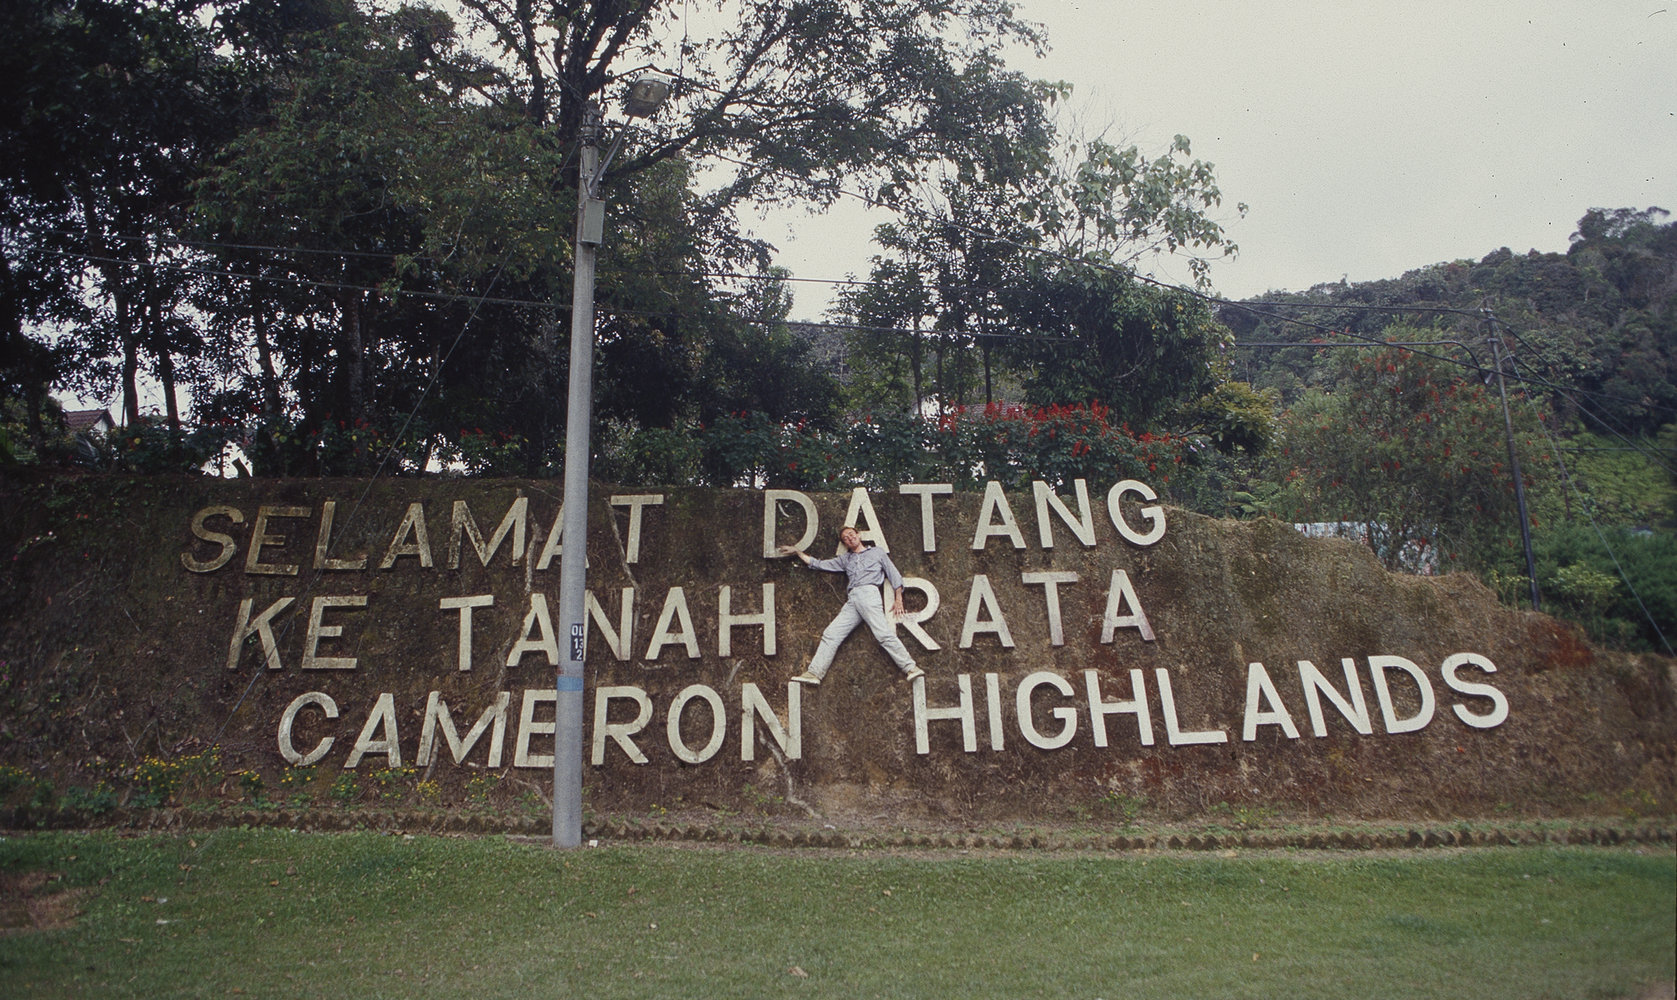 SELAMAT DATANG
KE TANAH RATA
CAMERON HIGHLANDS